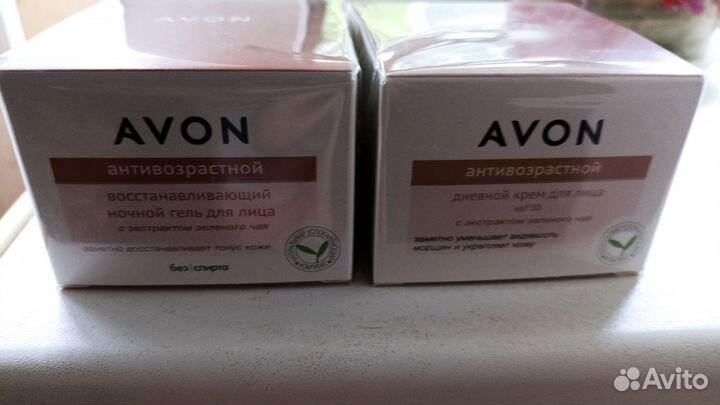 AVON
антивозрастной
восстанавливающий
ночной гель для лица
с экстрактом зеленого чая
заметно восстанавливает тонус кожи
без спирта
AVON
антивозрастной
дневной крем для лица
SPF20
с экстрактом зеленого чая
заметно уменьшает видимость
морщин и укрепляет кожу
Avito